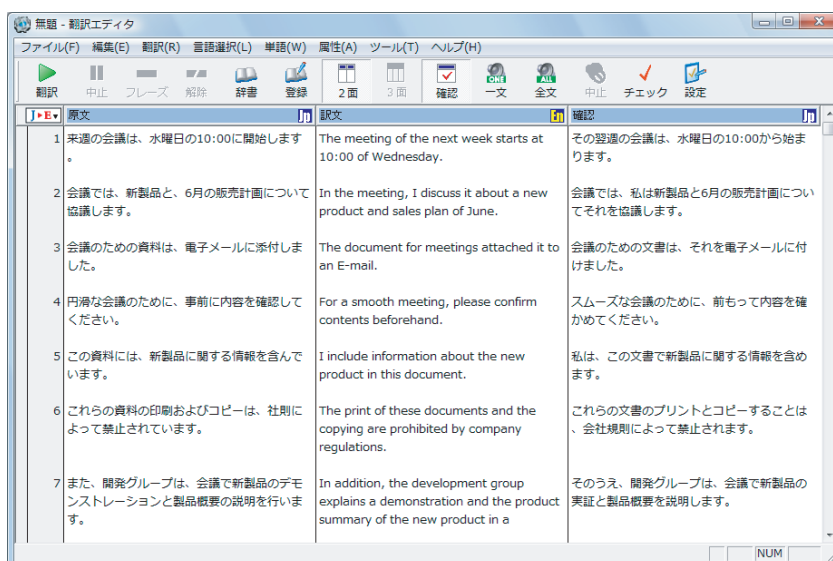 無題 - 翻訳エディタ
ファイル(F) 編集(E) 翻訳(R) 言語選択(L) 単語(W) 属性(A) ツール(T) ヘルプ(H)
ONE ALL
翻訳 中止 フレーズ 解除 辞書 登録 2面 3面 確認 一文 全文 中止 チェック 設定
J▸E▾ 原文 訳文 確認
1 来週の会議は、水曜日の10:00に開始します
。
The meeting of the next week starts at
10:00 of Wednesday.
その翌週の会議は、水曜日の10:00から始ま
ります。
2 会議では、新製品と、6月の販売計画について
協議します。
In the meeting, I discuss it about a new
product and sales plan of June.
会議では、私は新製品と6月の販売計画につい
てそれを協議します。
3 会議のための資料は、電子メールに添付しま
した。
The document for meetings attached it to
an E-mail.
会議のための文書は、それを電子メールに付
けました。
4 円滑な会議のために、事前に内容を確認して
ください。
For a smooth meeting, please confirm
contents beforehand.
スムーズな会議のために、前もって内容を確
かめてください。
5 この資料には、新製品に関する情報を含んで
います。
I include information about the new
product in this document.
私は、この文書で新製品に関する情報を含め
ます。
6 これらの資料の印刷およびコピーは、社則に
よって禁止されています。
The print of these documents and the
copying are prohibited by company
regulations.
これらの文書のプリントとコピーすることは
、会社規則によって禁止されます。
7 また、開発グループは、会議で新製品のデモ
ンストレーションと製品概要の説明を行いま
す。
In addition, the development group
explains a demonstration and the product
summary of the new product in a
そのうえ、開発グループは、会議で新製品の
実証と製品概要を説明します。
NUM